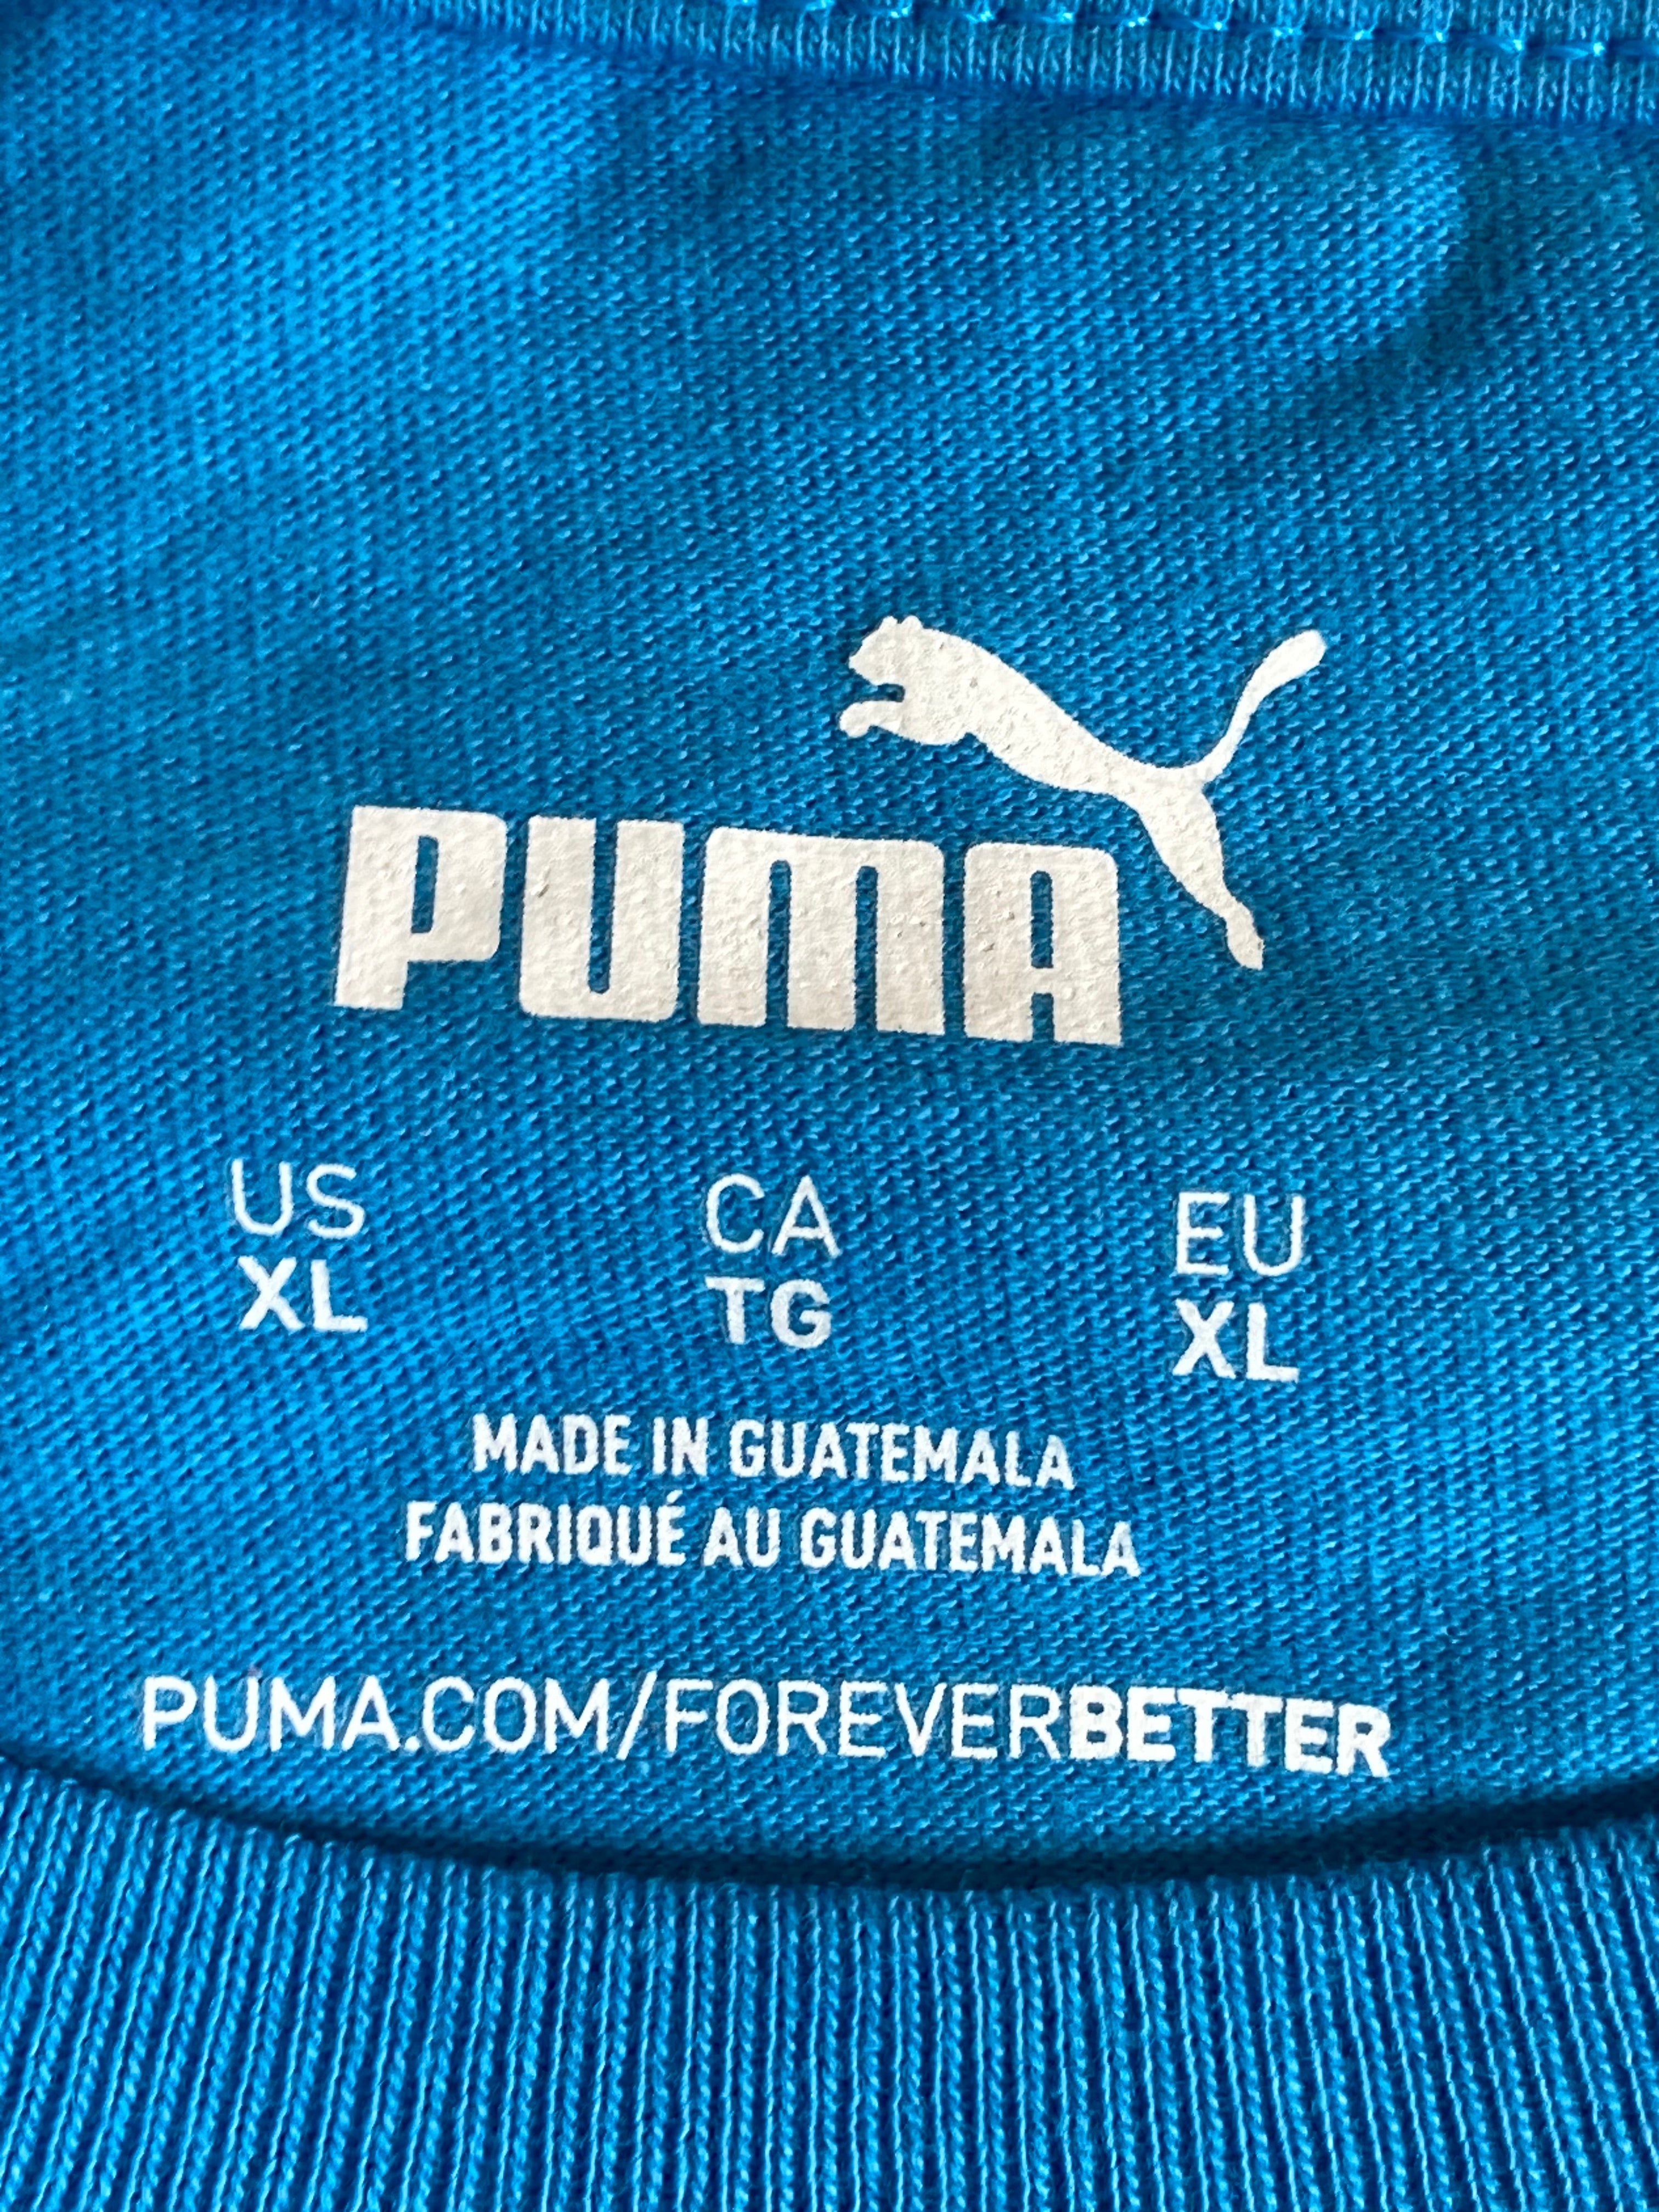 PUMA
US CA EU
XL TG XL
MADE IN GUATEMALA
FABRIQUÉ AU GUATEMALA
PUMA.COM/FOREVERBETTER